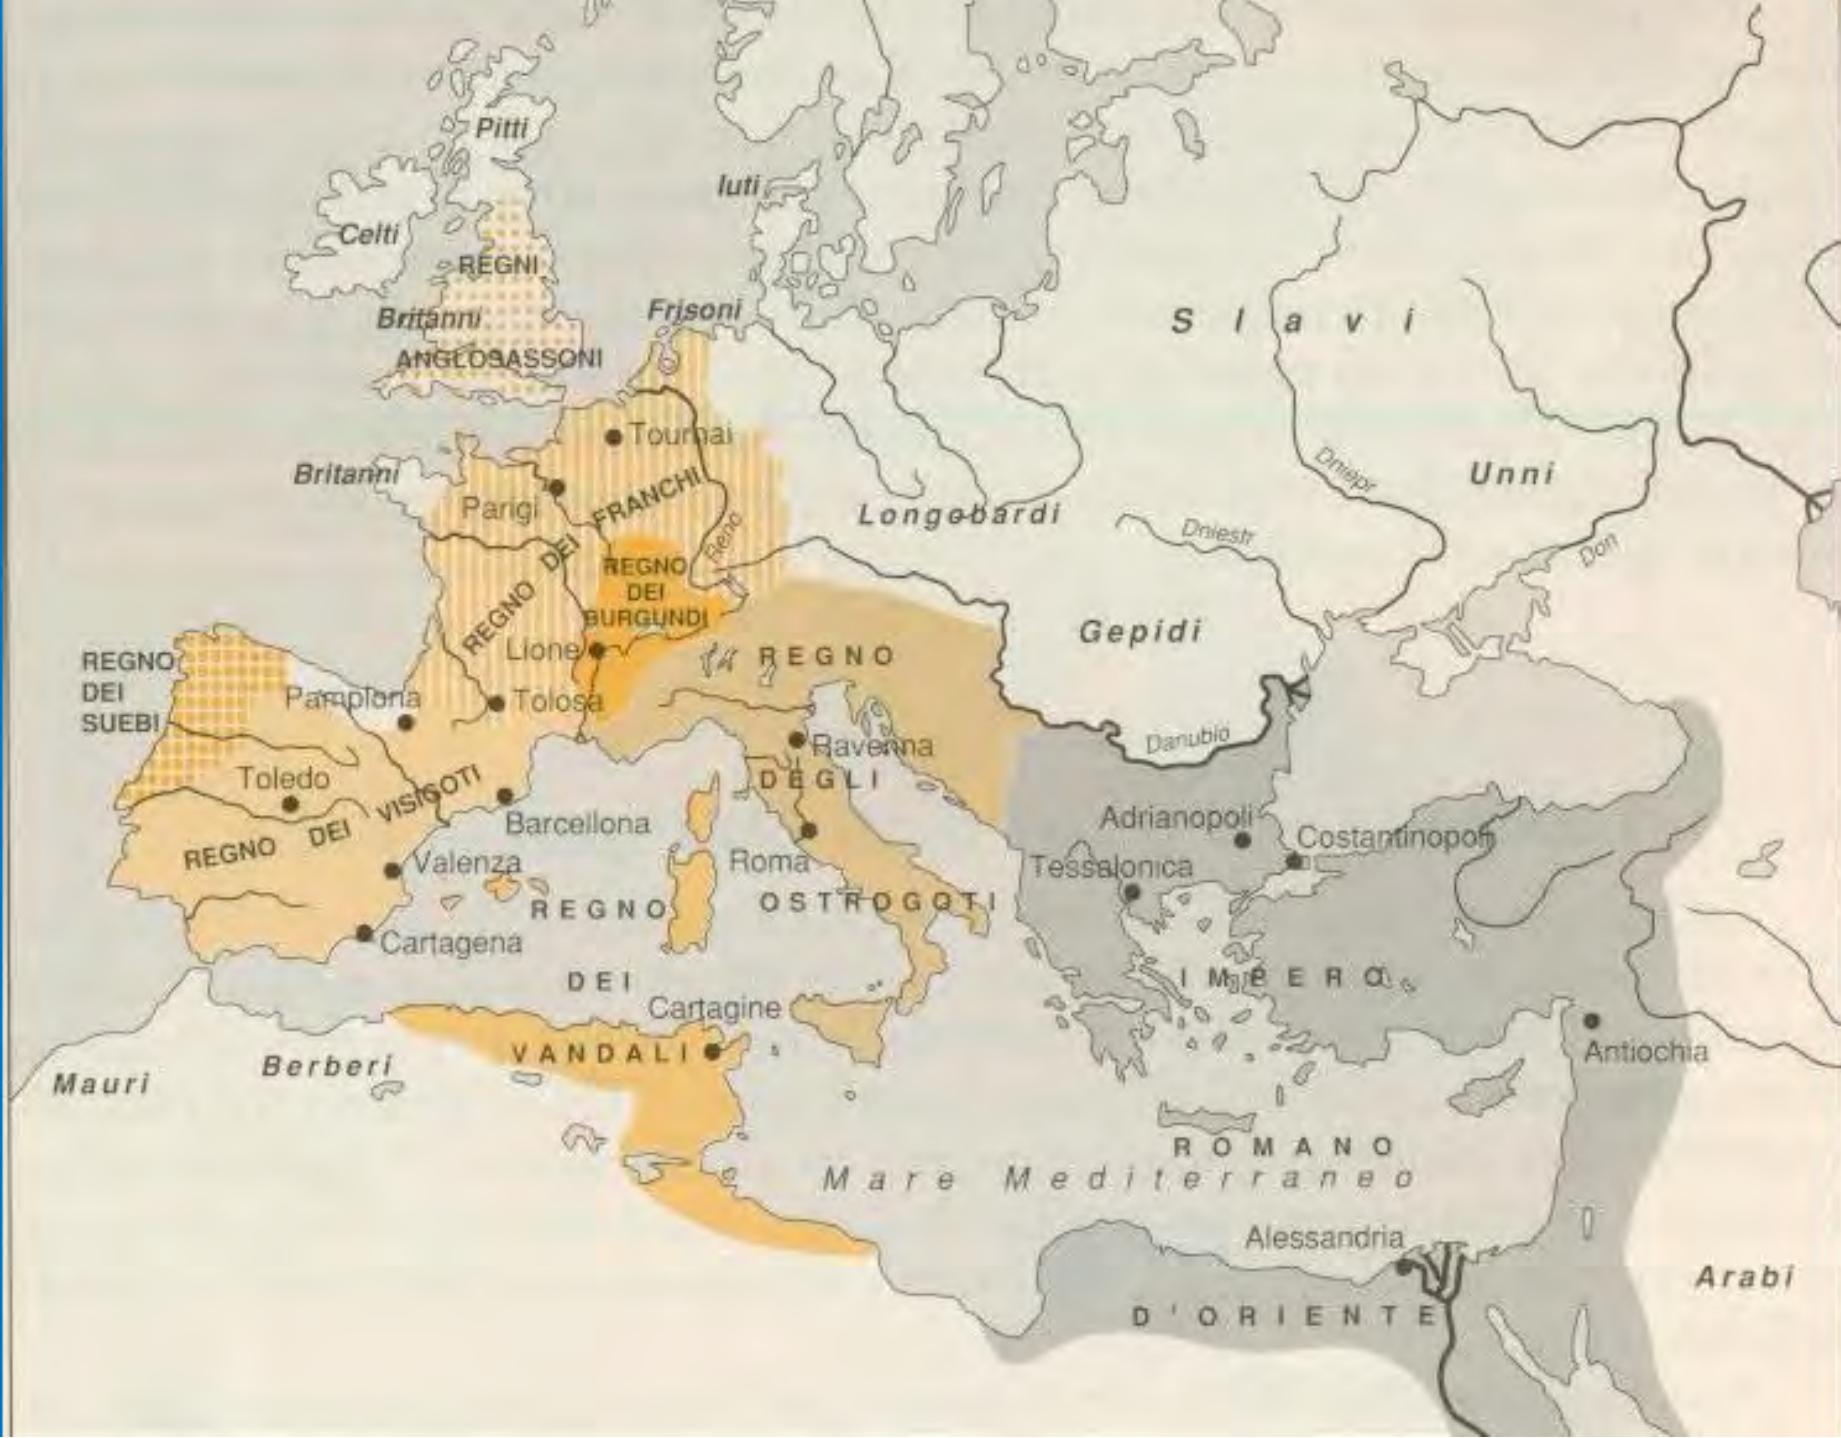 Pitti
Iuti
Celti
REGNI
Britanni
Frisoni
ANGLOSASSONI
Slavi
Tournai
Britanni
Parigi
REGNO DEI FRANCHI
Reno
Longobardi
Dniepr
Unni
Dniestr
Don
REGNO
DEI
BURGUNDI
Gepidi
Lione
REGNO
DEI
SUEBI
REGNO
Pamplona
Tolosa
Danubio
Ravenna
DEGLI
Toledo
REGNO DEI VISIGOTI
Barcellona
Adrianopoli
Costantinopoli
Roma
Tessalonica
Valenza
OSTROGOTI
REGNO
Cartagena
DEI
IMPERO
Cartagine
VANDALI
Antiochia
Berberi
Mauri
ROMANO
Mare Mediterraneo
Alessandria
Arabi
D'ORIENTE